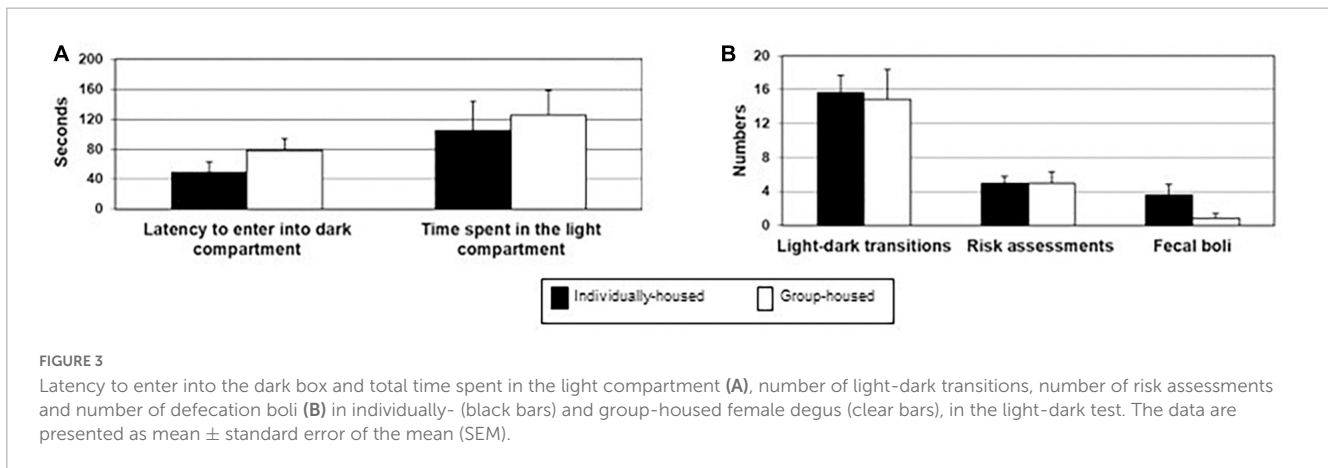 A
200
160
120
80
40
0
Seconds
Latency to enter into dark
compartment
Time spent in the light
compartment
B
20
16
12
8
4
0
Numbers
Light-dark transitions
Risk assessments
Fecal boli
Individually-housed
Group-housed
FIGURE 3
Latency to enter into the dark box and total time spent in the light compartment (A), number of light-dark transitions, number of risk assessments
and number of defecation boli (B) in individually- (black bars) and group-housed female degus (clear bars), in the light-dark test. The data are
presented as mean ± standard error of the mean (SEM).